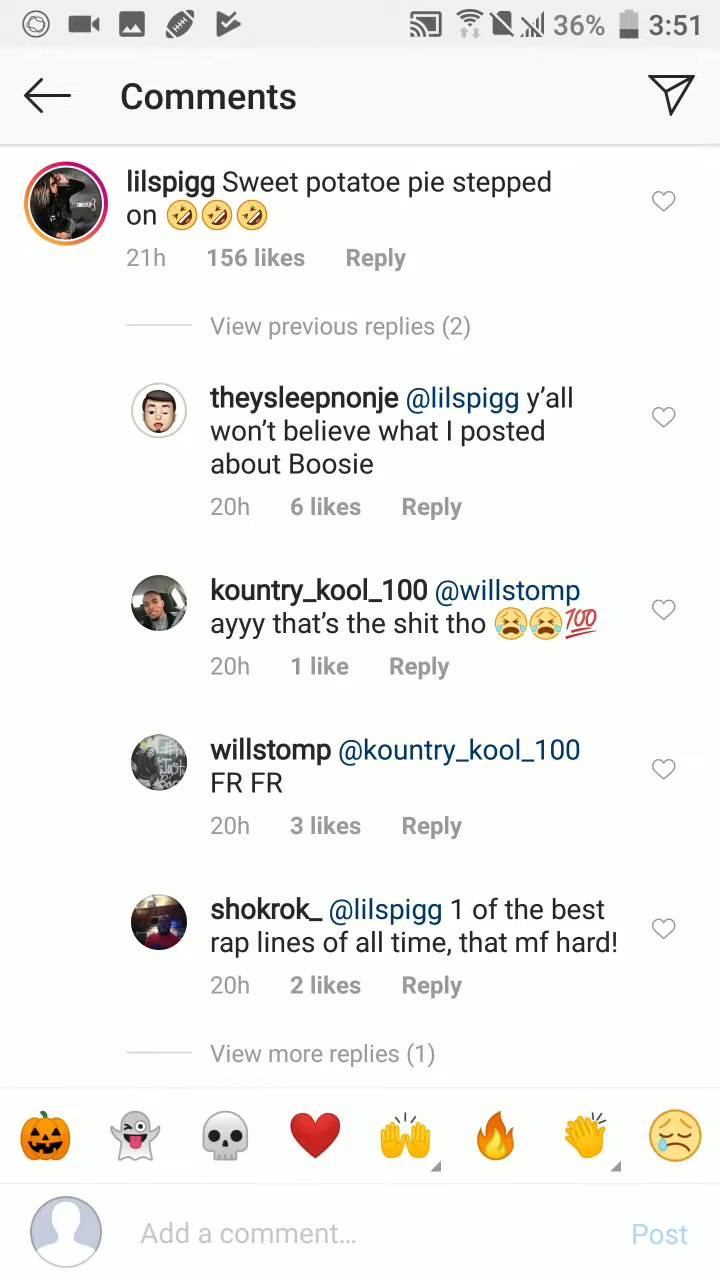 36% 3:51
Comments
lilspigg Sweet potatoe pie stepped
on 🤣🤣🤣
21h 156 likes Reply
View previous replies (2)
theysleepnonje @lilspigg y’all
won’t believe what I posted
about Boosie
20h 6 likes Reply
kountry_kool_100 @willstomp
ayyy that’s the shit tho 😭😭💯
20h 1 like Reply
willstomp @kountry_kool_100
FR FR
20h 3 likes Reply
shokrok_ @lilspigg 1 of the best
rap lines of all time, that mf hard!
20h 2 likes Reply
View more replies (1)
Add a comment...
Post